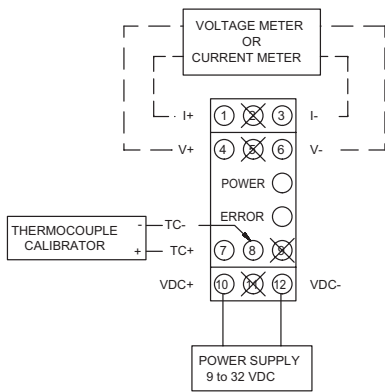 VOLTAGE METER
OR
CURRENT METER
I+ 1 2 3 I-
V+ 4 5 6 V-
POWER
ERROR
THERMOCOUPLE
CALIBRATOR
- TC-
+ TC+
7 8 9
VDC+ 10 11 12 VDC-
POWER SUPPLY
9 to 32 VDC